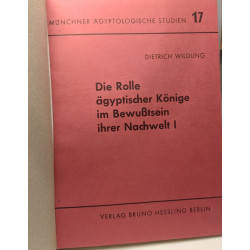 MÜNCHNER ÄGYPTOLOGISCHE STUDIEN 17
DIETRICH WILDUNG
Die Rolle
ägyptischer Könige
im Bewußtsein
ihrer Nachwelt I
VERLAG BRUNO HESSLING BERLIN